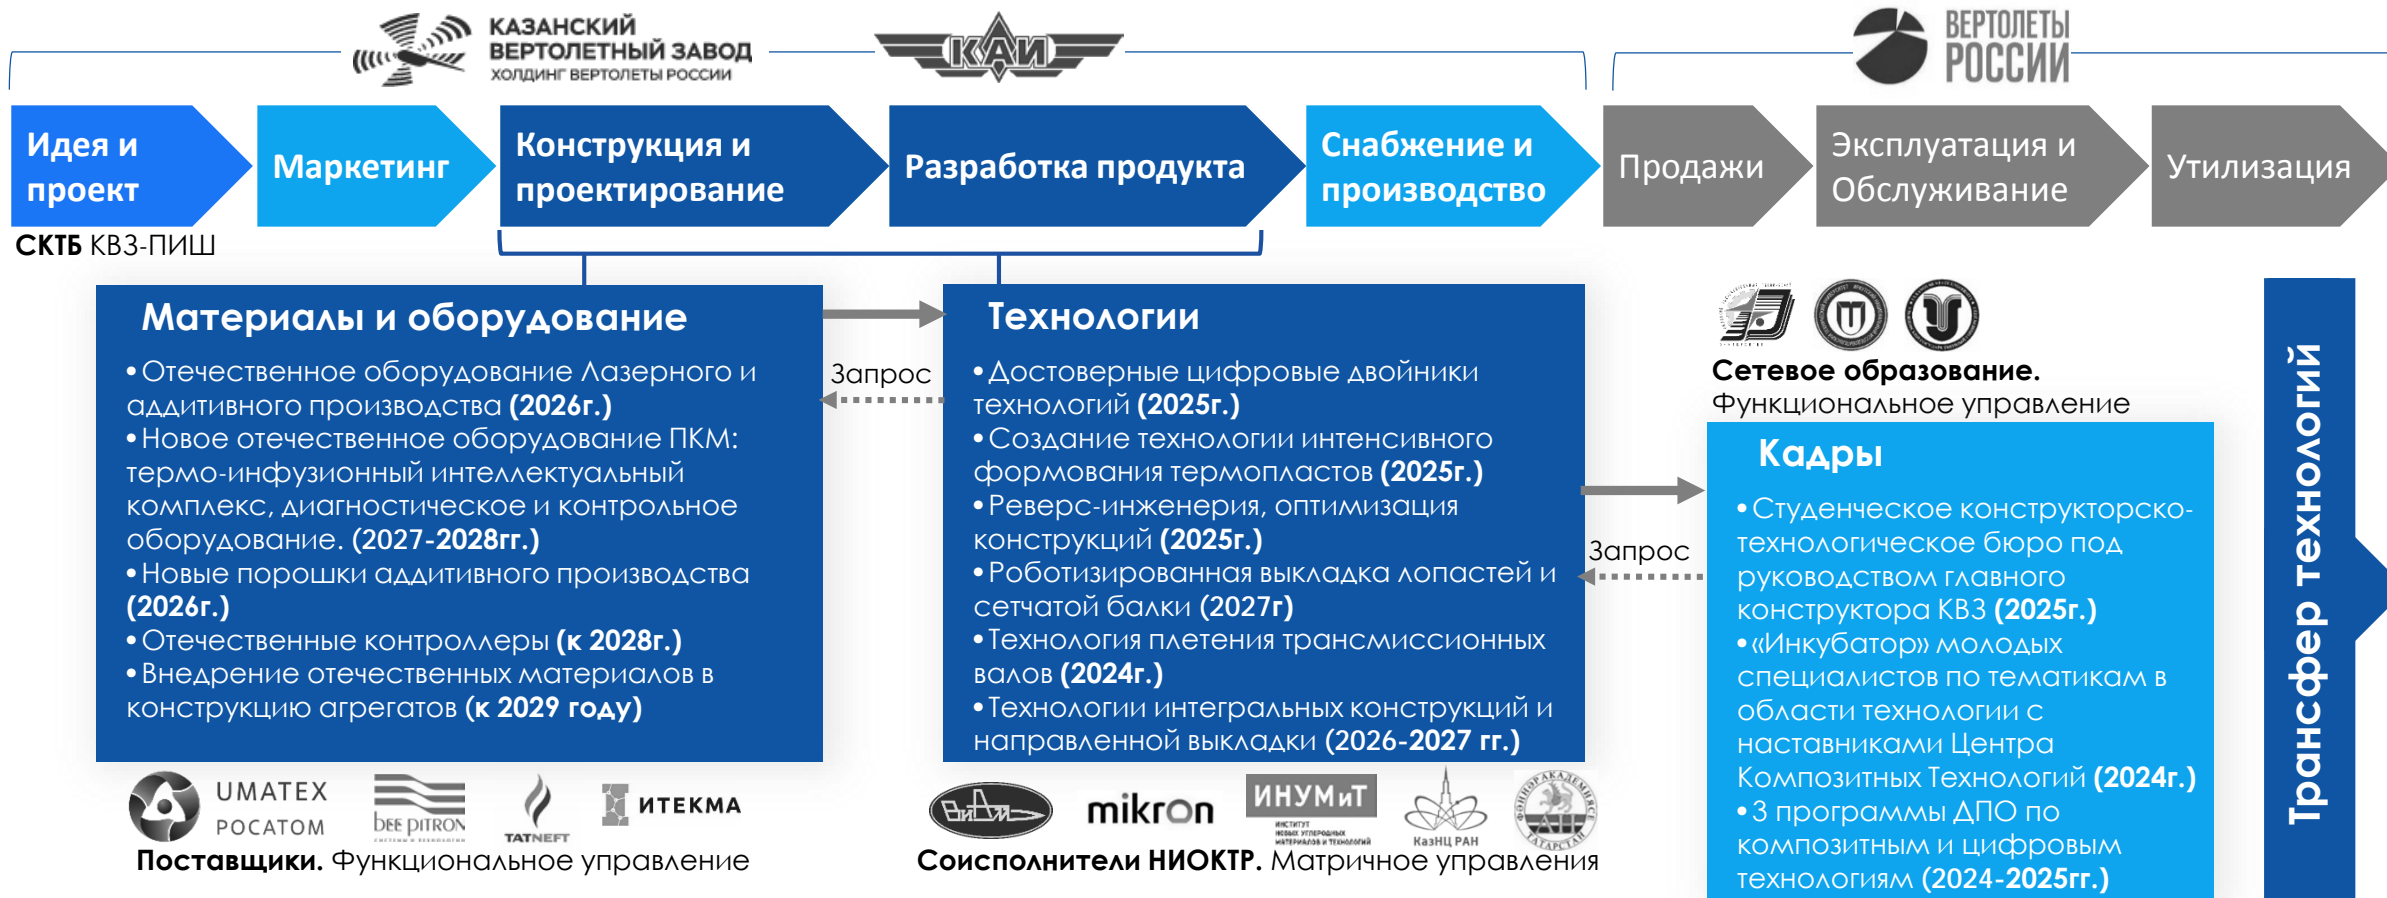 КАЗАНСКИЙ
ВЕРТОЛЕТНЫЙ ЗАВОД
ХОЛДИНГ ВЕРТОЛЕТЫ РОССИИ
КАИ
ВЕРТОЛЕТЫ
РОССИИ
Идея и
проект
Маркетинг
Конструкция и
проектирование
Разработка продукта
Снабжение и
производство
Продажи
Эксплуатация и
Обслуживание
Утилизация
СКТБ КВЗ-ПИШ
Материалы и оборудование
•Отечественное оборудование Лазерного и
аддитивного производства (2026г.)
•Новое отечественное оборудование ПКМ:
термо-инфузионный интеллектуальный
комплекс, диагностическое и контрольное
оборудование. (2027-2028гг.)
•Новые порошки аддитивного производства
(2026г.)
•Отечественные контроллеры (к 2028г.)
•Внедрение отечественных материалов в
конструкцию агрегатов (к 2029 году)
Запрос
Технологии
•Достоверные цифровые двойники
технологий (2025г.)
•Создание технологии интенсивного
формования термопластов (2025г.)
•Реверс-инженерия, оптимизация
конструкций (2025г.)
•Роботизированная выкладка лопастей и
сетчатой балки (2027г)
•Технология плетения трансмиссионных
валов (2024г.)
•Технологии интегральных конструкций и
направленной выкладки (2026-2027 гг.)
Запрос
Сетевое образование.
Функциональное управление
Кадры
•Студенческое конструкторско-
технологическое бюро под
руководством главного
конструктора КВЗ (2025г.)
•«Инкубатор» молодых
специалистов по тематикам в
области технологии с
наставниками Центра
Композитных Технологий (2024г.)
•3 программы ДПО по
композитным и цифровым
технологиям (2024-2025гг.)
Трансфер технологий
UMATEX
РОСАТОМ
bee pitron
TATNEFT
ИТЕКМА
Поставщики. Функциональное управление
ВИАМ
mikron
ИНУМиТ
ИНСТИТУТ
НОВЫХ УГЛЕРОДНЫХ
МАТЕРИАЛОВ И ТЕХНОЛОГИЙ
КазНЦ РАН
Соисполнители НИОКТР. Матричное управления